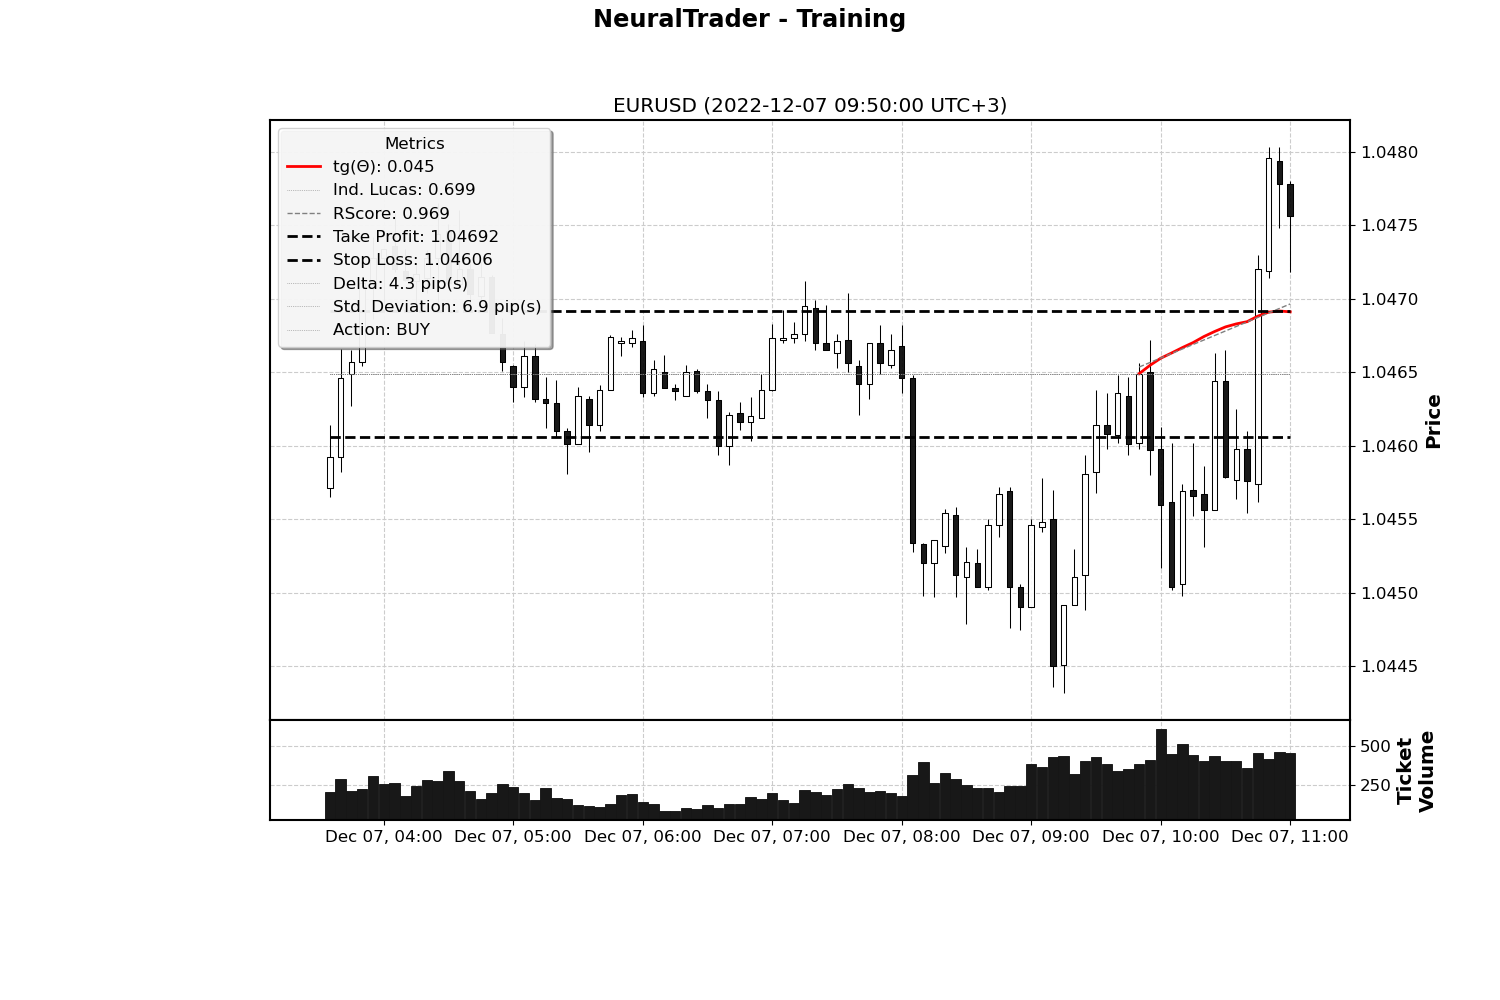 NeuralTrader - Training
EURUSD (2022-12-07 09:50:00 UTC+3)
Metrics
tg(Θ): 0.045
Ind. Lucas: 0.699
RScore: 0.969
Take Profit: 1.04692
Stop Loss: 1.04606
Delta: 4.3 pip(s)
Std. Deviation: 6.9 pip(s)
Action: BUY
1.0480
1.0475
1.0470
1.0465
1.0460
1.0455
1.0450
1.0445
Price
500
250
Ticket
Volume
Dec 07, 04:00 Dec 07, 05:00 Dec 07, 06:00 Dec 07, 07:00 Dec 07, 08:00 Dec 07, 09:00 Dec 07, 10:00 Dec 07, 11:00